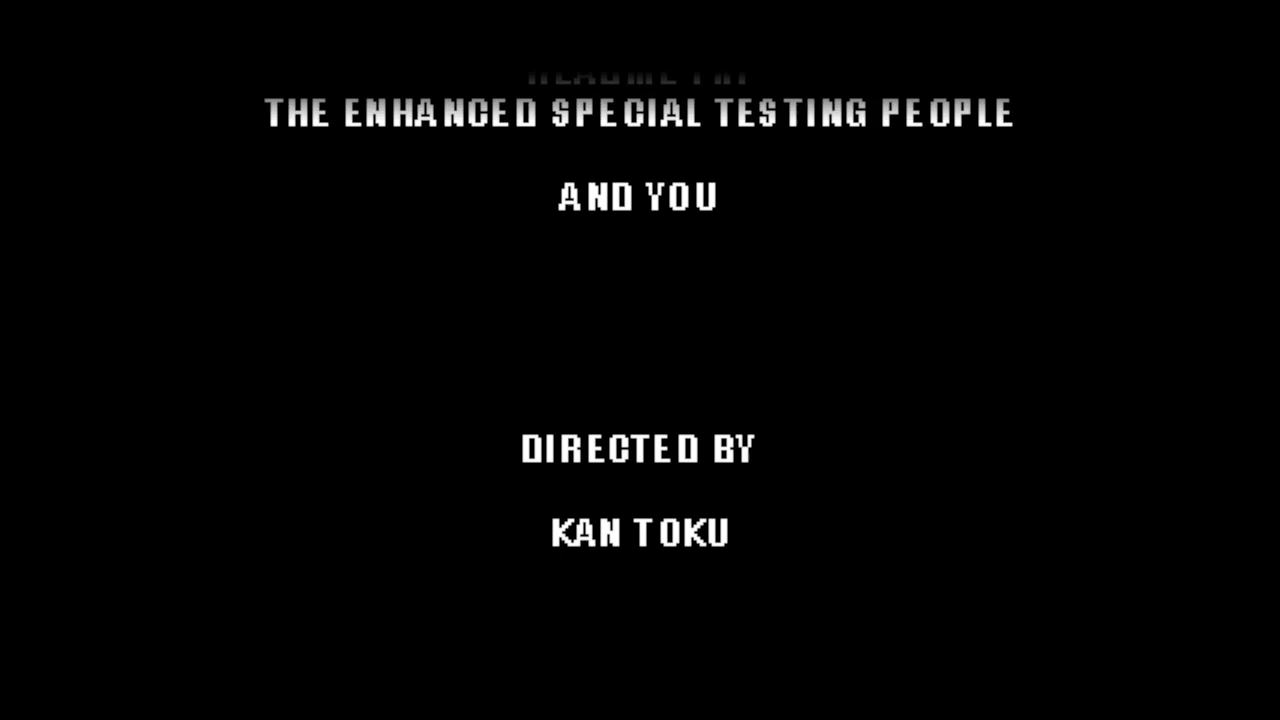 THE ENHANCED SPECIAL TESTING PEOPLE
AND YOU
DIRECTED BY
KAN TOKU